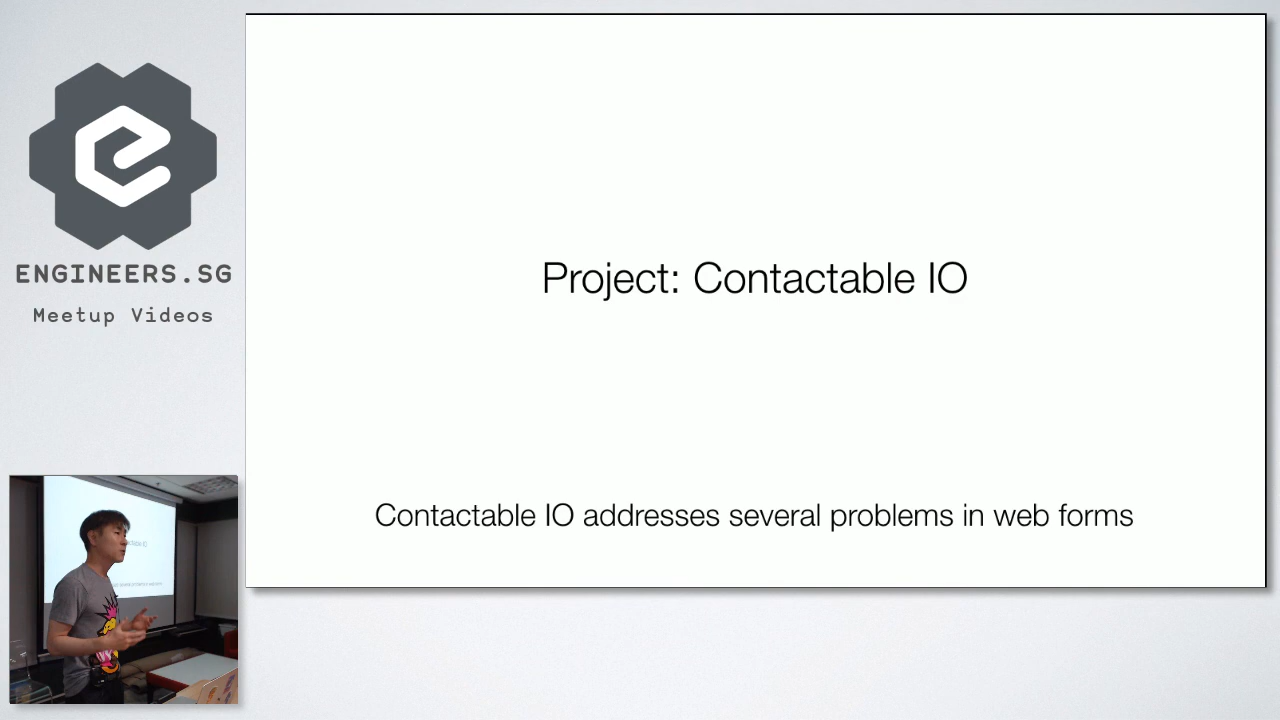 ENGINEERS.SG
Meetup Videos
Project: Contactable IO
Contactable IO addresses several problems in web forms